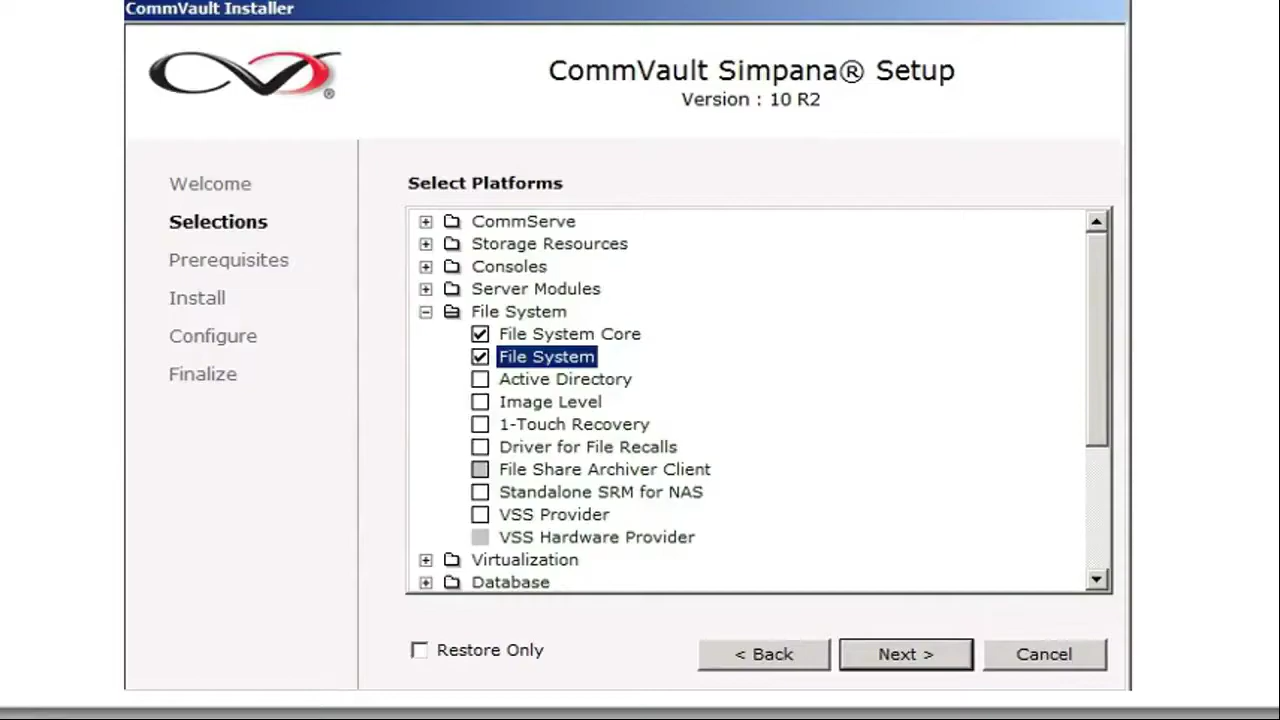 CommVault Installer
CommVault Simpana® Setup
Version : 10 R2
Welcome
Selections
Prerequisites
Install
Configure
Finalize
Select Platforms
CommServe
Storage Resources
Consoles
Server Modules
File System
File System Core
File System
Active Directory
Image Level
1-Touch Recovery
Driver for File Recalls
File Share Archiver Client
Standalone SRM for NAS
VSS Provider
VSS Hardware Provider
Virtualization
Database
Restore Only
< Back
Next >
Cancel